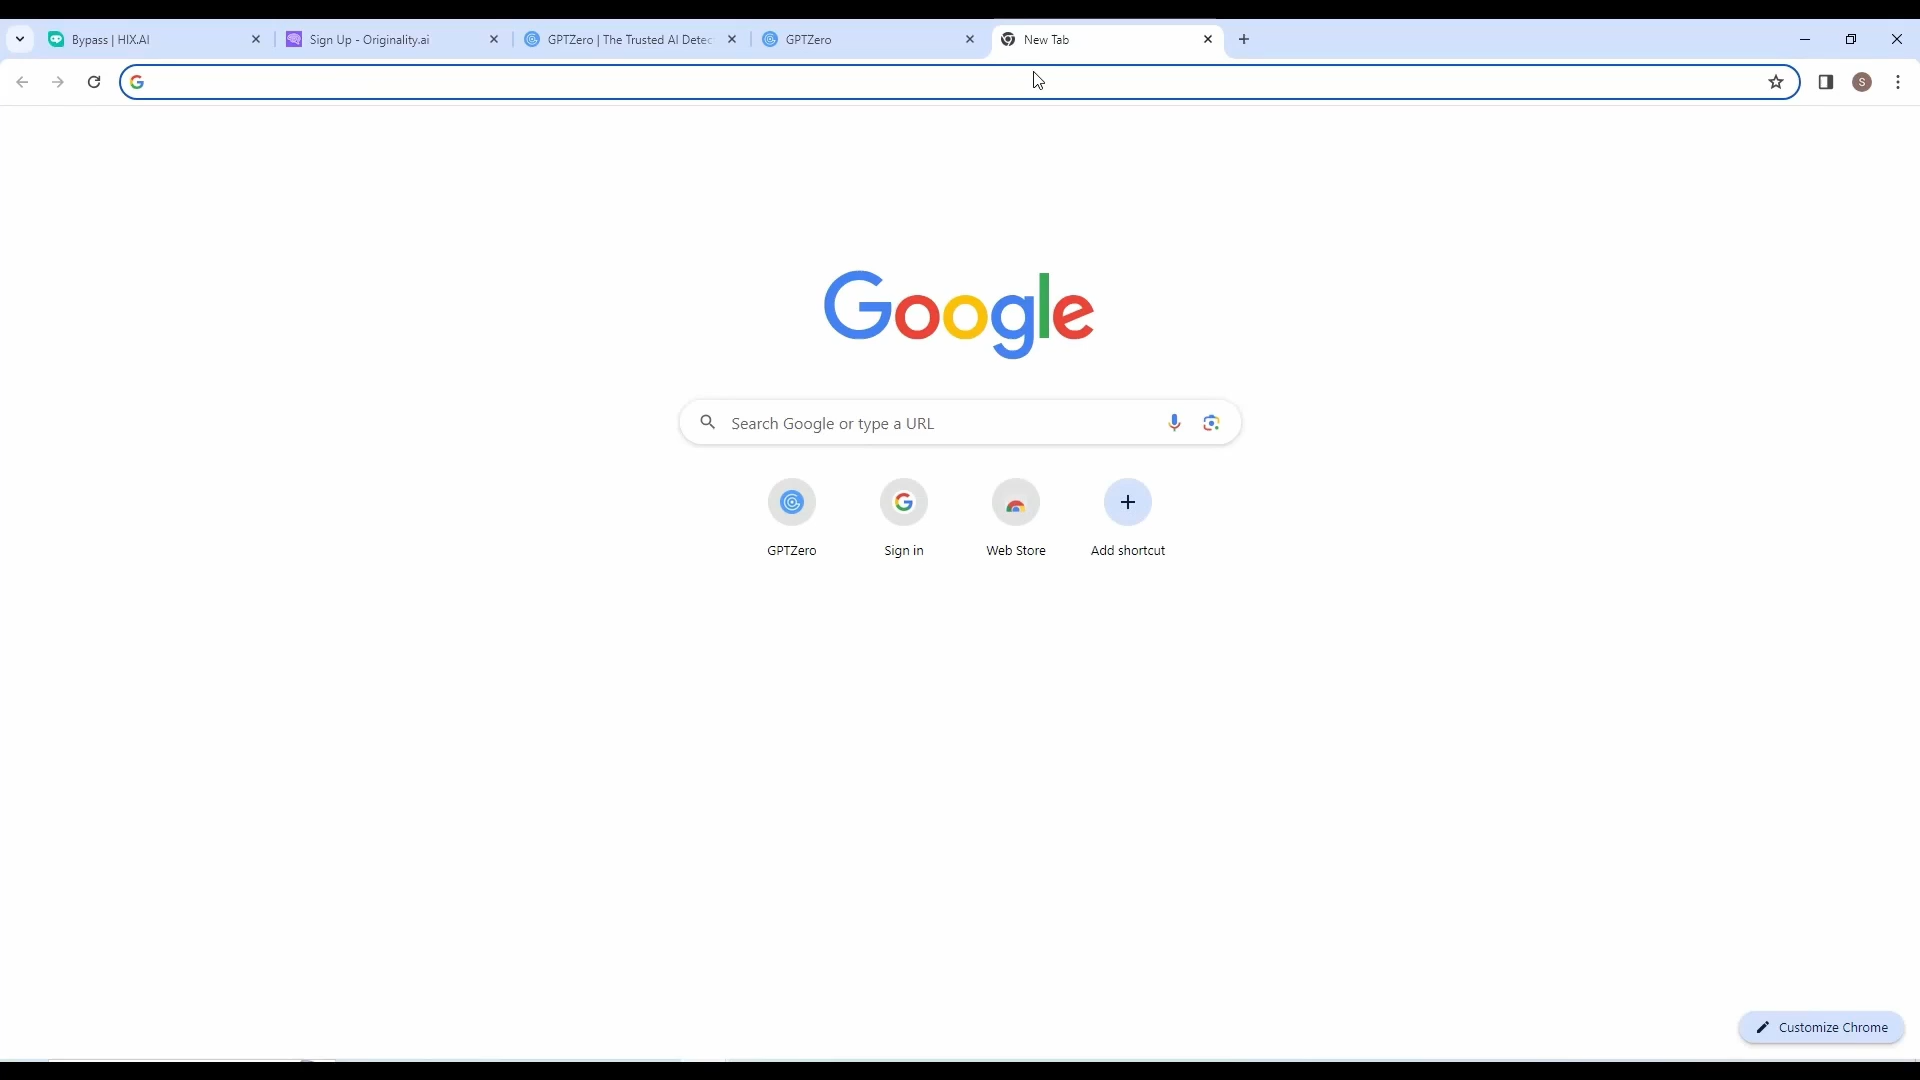 Bypass | HIX.AI
Sign Up - Originality.ai
GPTZero | The Trusted AI Detec
GPTZero
New Tab
S
Google
Search Google or type a URL
GPTZero
Sign in
Web Store
Add shortcut
Customize Chrome